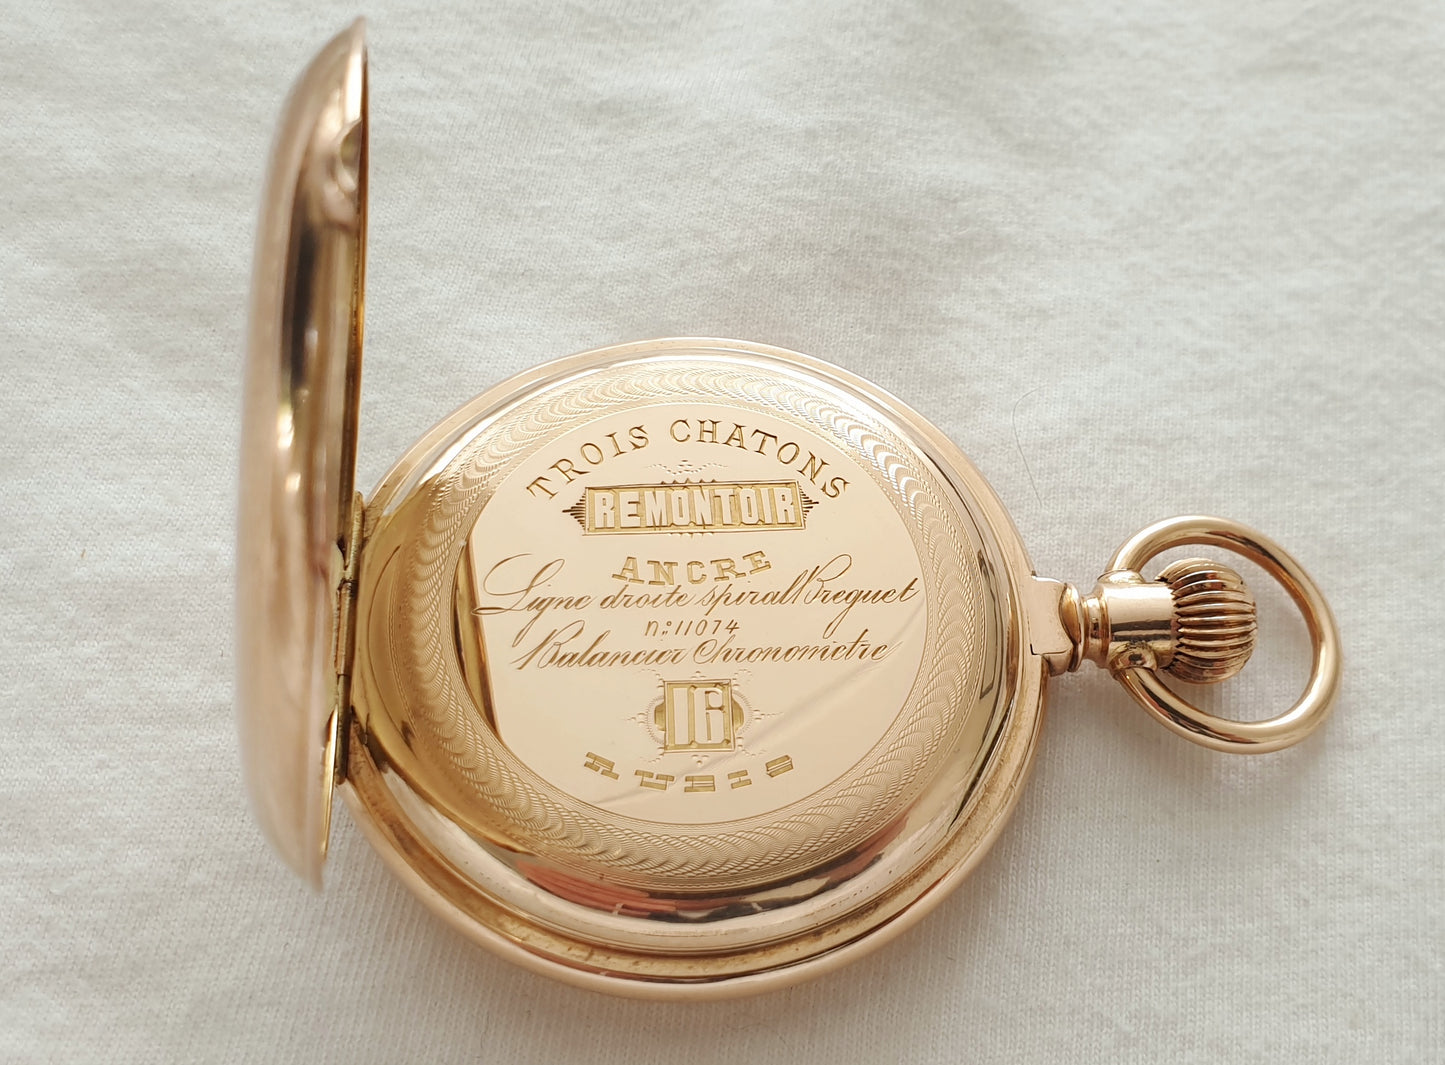 TROIS CHATONS
REMONTOIR
ANCRE
Ligne droite spiral Breguet
n:o 11074
Balancier Chronometre
16
RUBIS